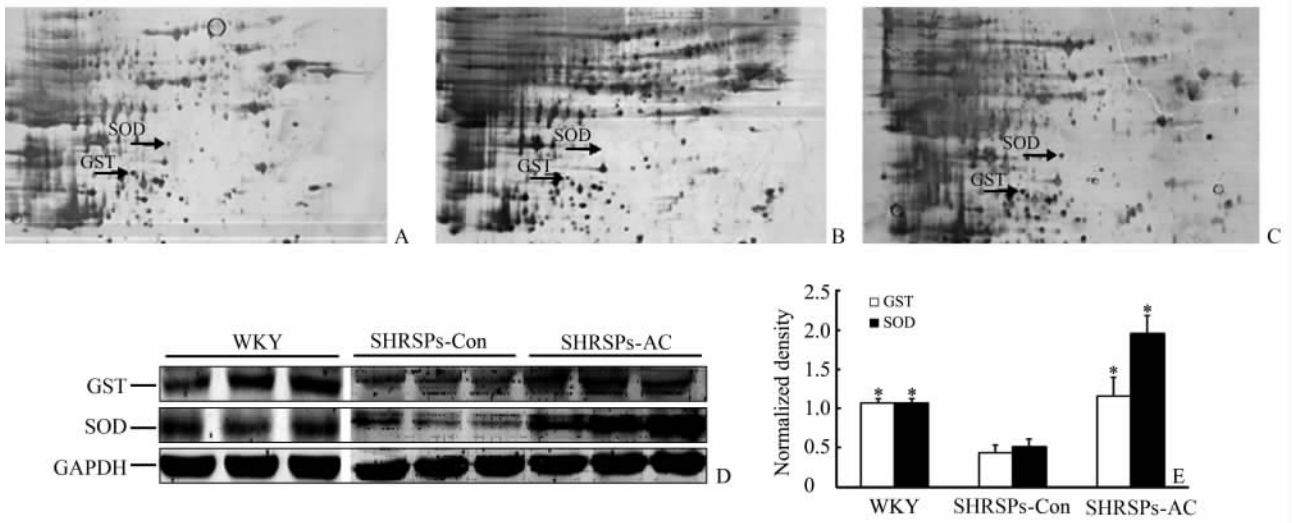 SOD
GST
A
SOD
GST
B
SOD
GST
C
WKY SHRSPs-Con SHRSPs-AC
GST
SOD
GAPDH
D
Normalized density
2.5
2.0
1.5
1.0
0.5
0
GST
SOD
* * * *
WKY SHRSPs-Con SHRSPs-AC
E